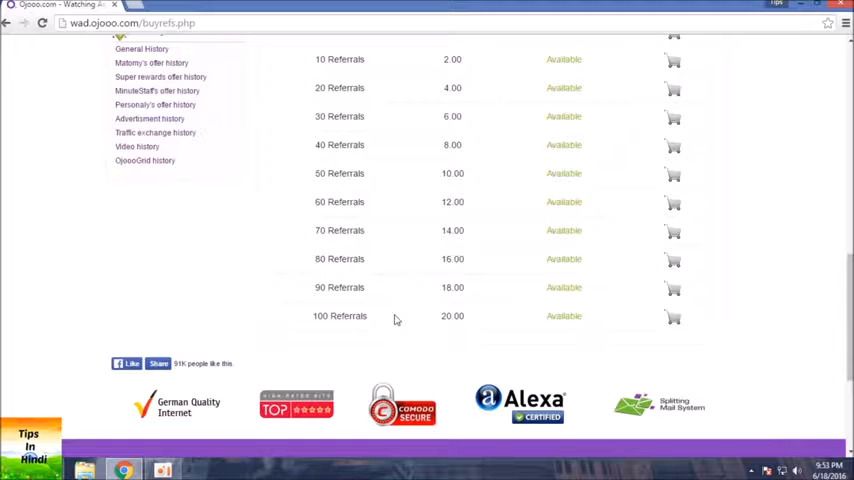 Ojooo.com - Watching Ad
Tips
wad.ojooo.com/buyrefs.php
General History
Matomy's offer history
Super rewards offer history
MinuteStaff's offer history
Personaly's offer history
Advertisment history
Traffic exchange history
Video history
OjoooGrid history
10 Referrals 2.00 Available
20 Referrals 4.00 Available
30 Referrals 6.00 Available
40 Referrals 8.00 Available
50 Referrals 10.00 Available
60 Referrals 12.00 Available
70 Referrals 14.00 Available
80 Referrals 16.00 Available
90 Referrals 18.00 Available
100 Referrals 20.00 Available
Like Share 91K people like this.
German Quality
Internet
HIGH RATED SITE
TOP
COMODO
SECURE
Alexa
CERTIFIED
Splitting
Mail System
Tips
In
Hindi
9:53 PM
6/18/2016